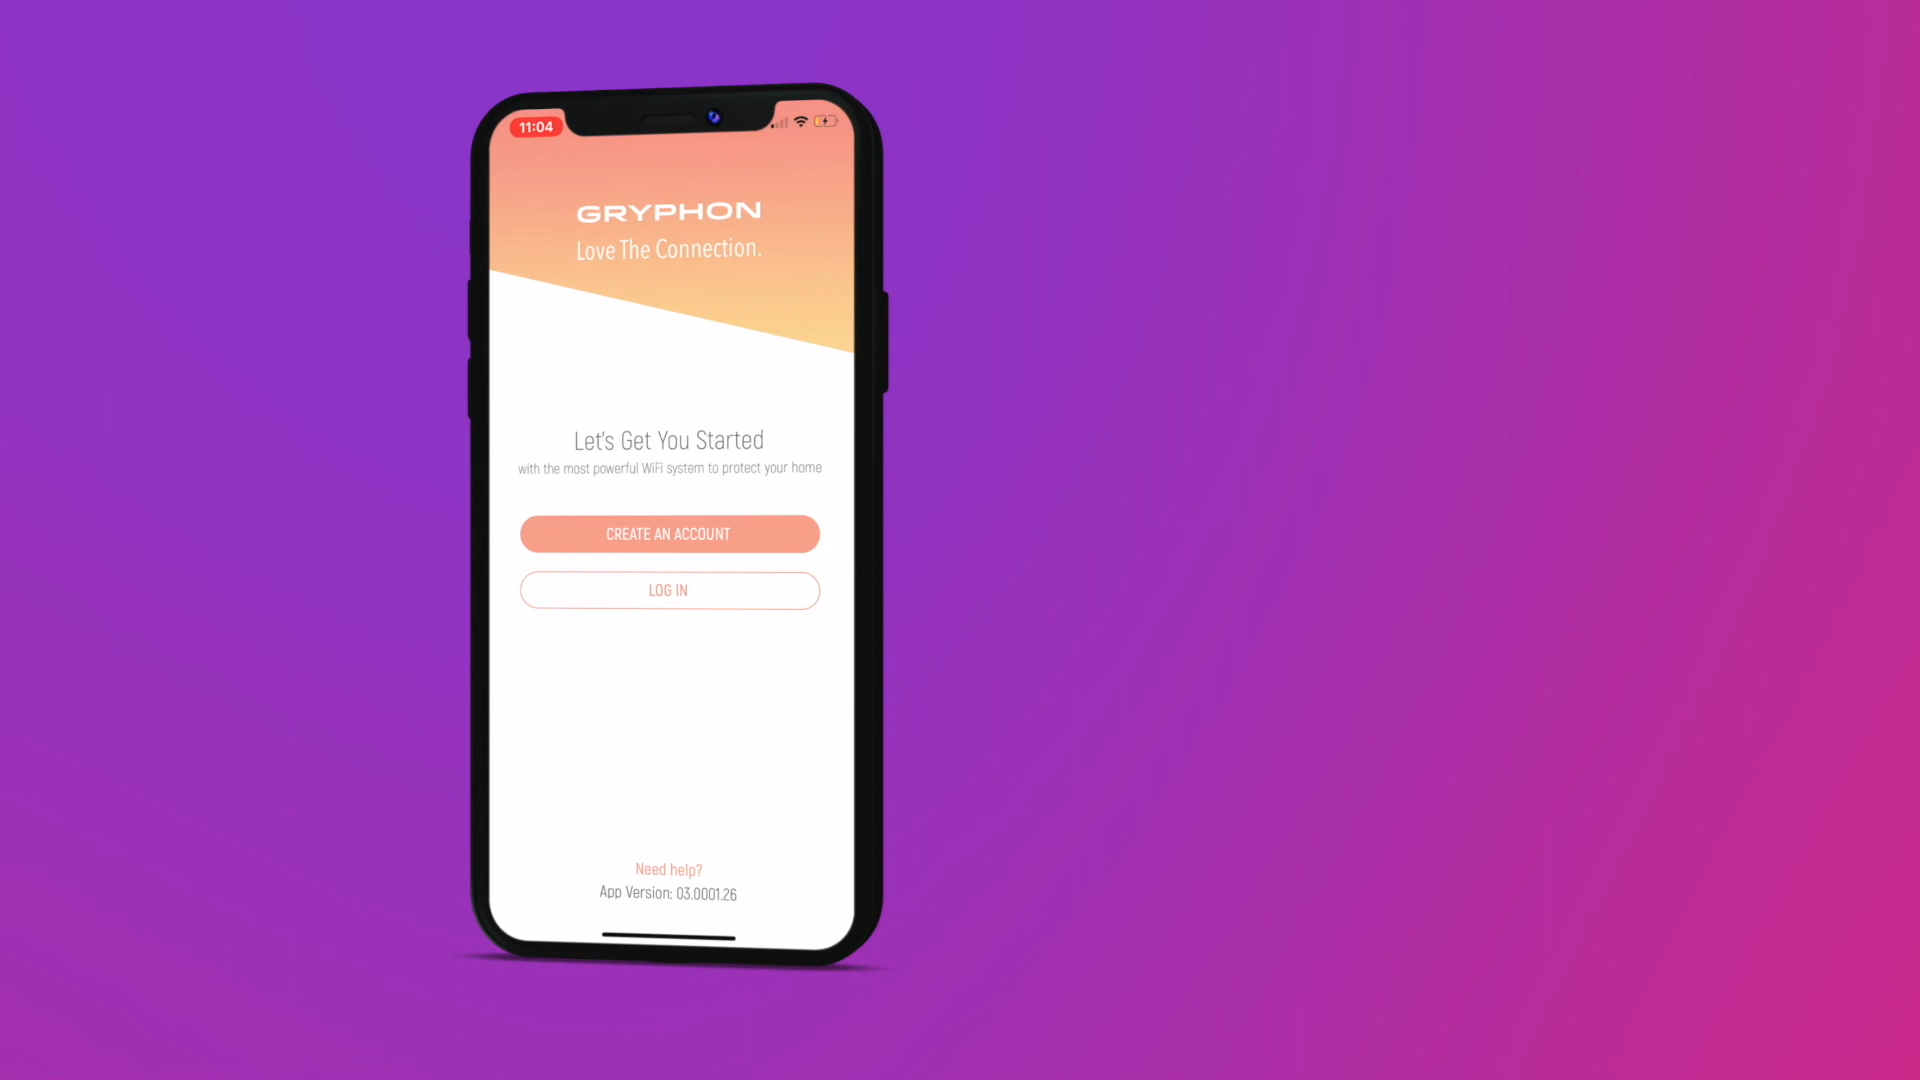 11:04
GRYPHON
Love The Connection.
Let's Get You Started
with the most powerful WiFi system to protect your home
CREATE AN ACCOUNT
LOG IN
Need help?
App Version: 03.0001.26